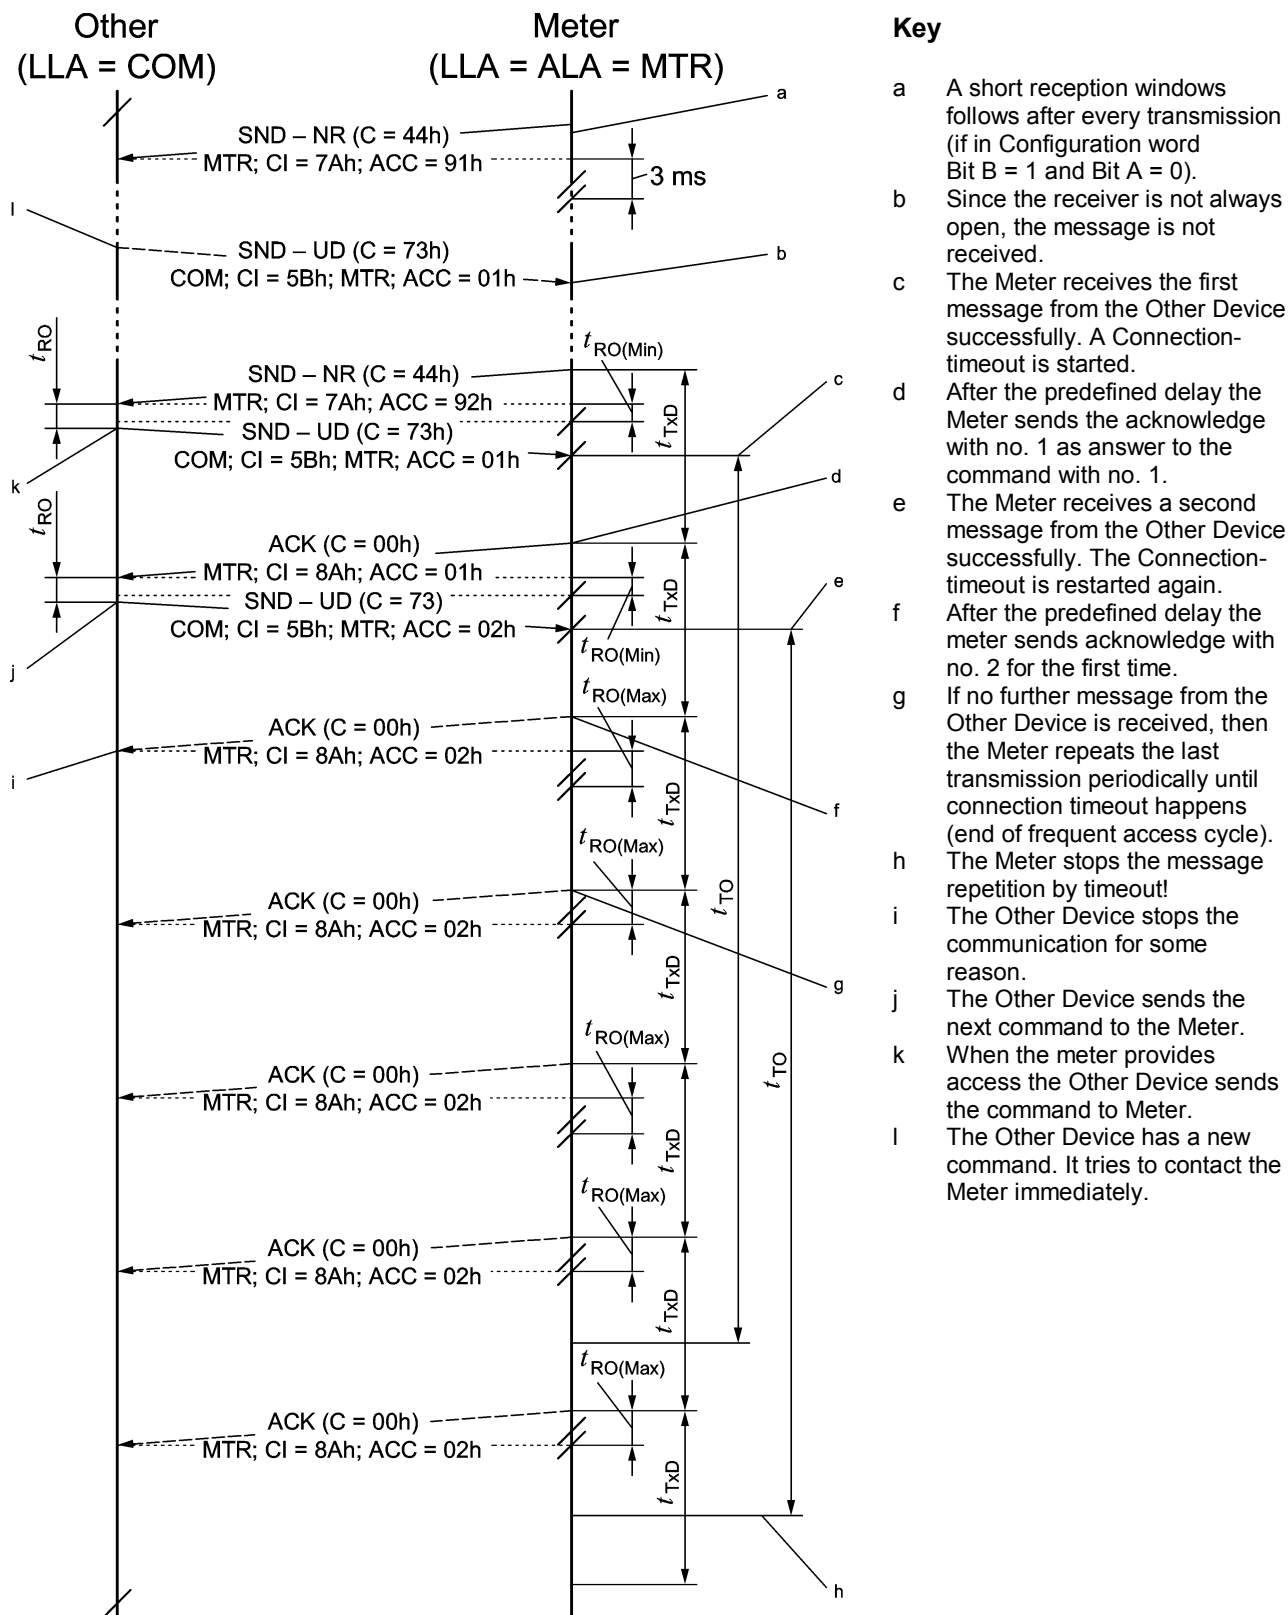 Other
(LLA = COM)
Meter
(LLA = ALA = MTR)
a
SND – NR (C = 44h)
MTR; CI = 7Ah; ACC = 91h
3 ms
l
SND – UD (C = 73h)
COM; CI = 5Bh; MTR; ACC = 01h
b
tRO
tRO(Min)
SND – NR (C = 44h)
MTR; CI = 7Ah; ACC = 92h
c
SND – UD (C = 73h)
COM; CI = 5Bh; MTR; ACC = 01h
tTxD
k
d
tRO
ACK (C = 00h)
MTR; CI = 8Ah; ACC = 01h
SND – UD (C = 73)
COM; CI = 5Bh; MTR; ACC = 02h
tTxD
e
tRO(Min)
j
tRO(Max)
ACK (C = 00h)
MTR; CI = 8Ah; ACC = 02h
i
tTxD
f
tRO(Max)
ACK (C = 00h)
MTR; CI = 8Ah; ACC = 02h
tTO
tTxD
g
tRO(Max)
ACK (C = 00h)
MTR; CI = 8Ah; ACC = 02h
tTO
tTxD
tRO(Max)
ACK (C = 00h)
MTR; CI = 8Ah; ACC = 02h
tTxD
tRO(Max)
ACK (C = 00h)
MTR; CI = 8Ah; ACC = 02h
tTxD
h
Key
a A short reception windows
follows after every transmission
(if in Configuration word
Bit B = 1 and Bit A = 0).
b Since the receiver is not always
open, the message is not
received.
c The Meter receives the first
message from the Other Device
successfully. A Connection-
timeout is started.
d After the predefined delay the
Meter sends the acknowledge
with no. 1 as answer to the
command with no. 1.
e The Meter receives a second
message from the Other Device
successfully. The Connection-
timeout is restarted again.
f After the predefined delay the
meter sends acknowledge with
no. 2 for the first time.
g If no further message from the
Other Device is received, then
the Meter repeats the last
transmission periodically until
connection timeout happens
(end of frequent access cycle).
h The Meter stops the message
repetition by timeout!
i The Other Device stops the
communication for some
reason.
j The Other Device sends the
next command to the Meter.
k When the meter provides
access the Other Device sends
the command to Meter.
l The Other Device has a new
command. It tries to contact the
Meter immediately.